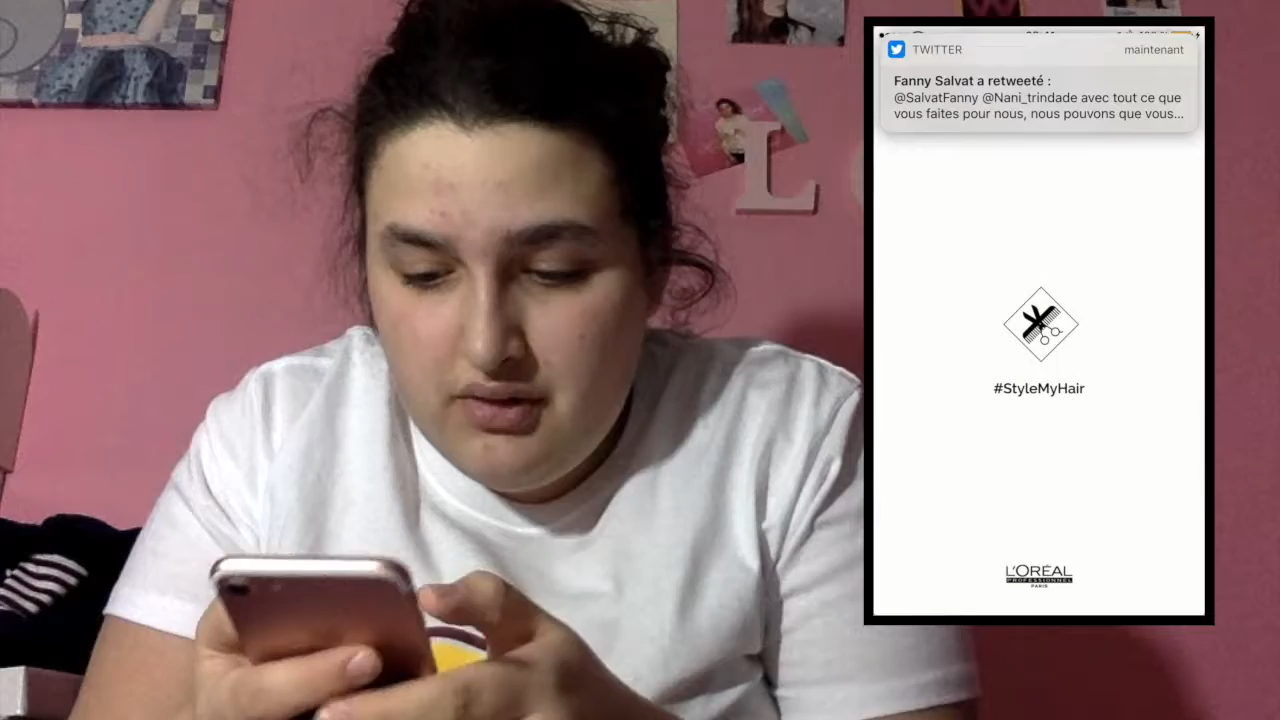 L
TWITTER maintenant
Fanny Salvat a retweeté :
@SalvatFanny @Nani_trindade avec tout ce que
vous faites pour nous, nous pouvons que vous...
#StyleMyHair
L'ORÉAL
PROFESSIONNEL
PARIS